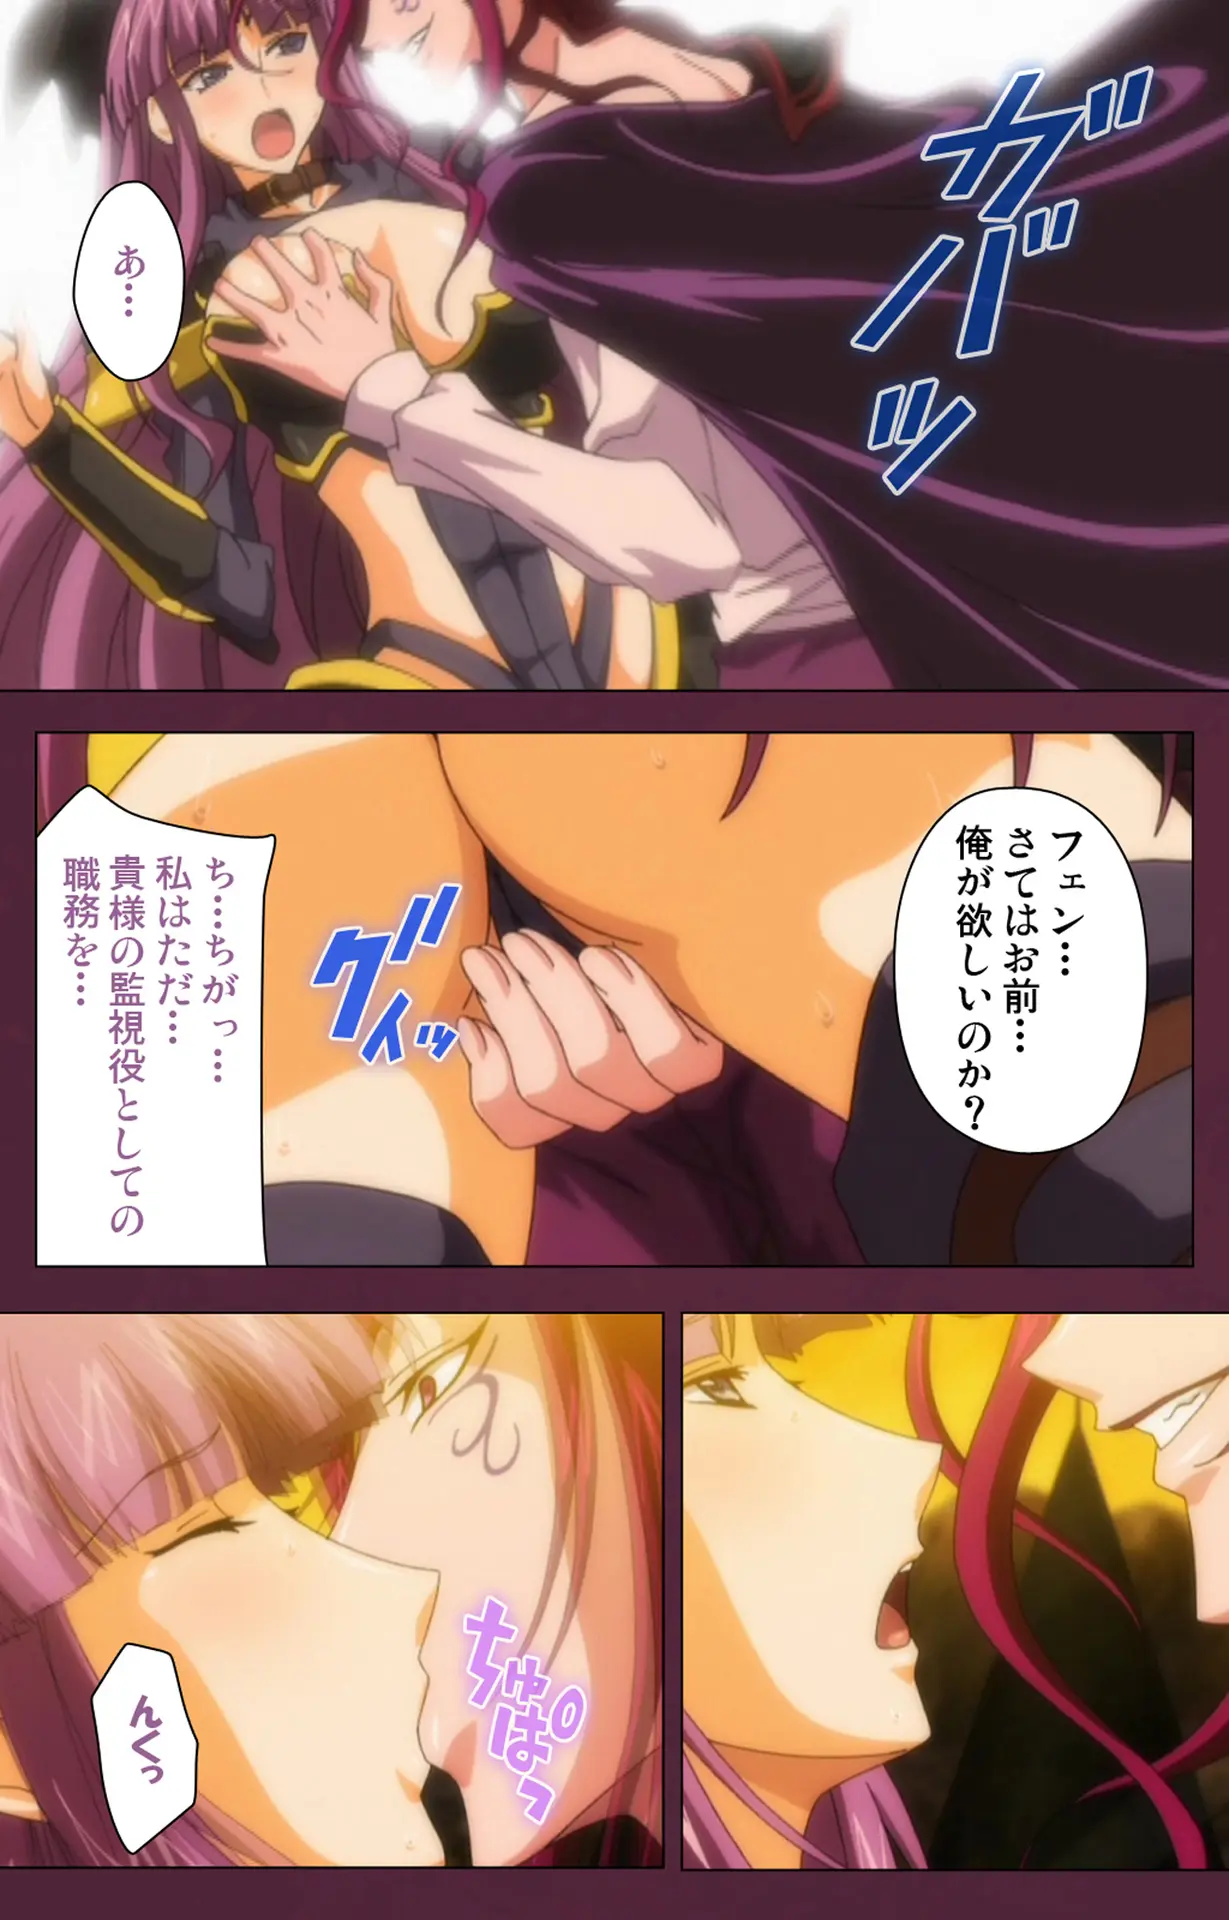 ガバッ
あ…
フェン…
さてはお前…
俺が欲しいのか?
グイッ
ち…ちがっ…
私はただ…
貴様の監視役としての
職務を…
ちゅぱっ
んくっ